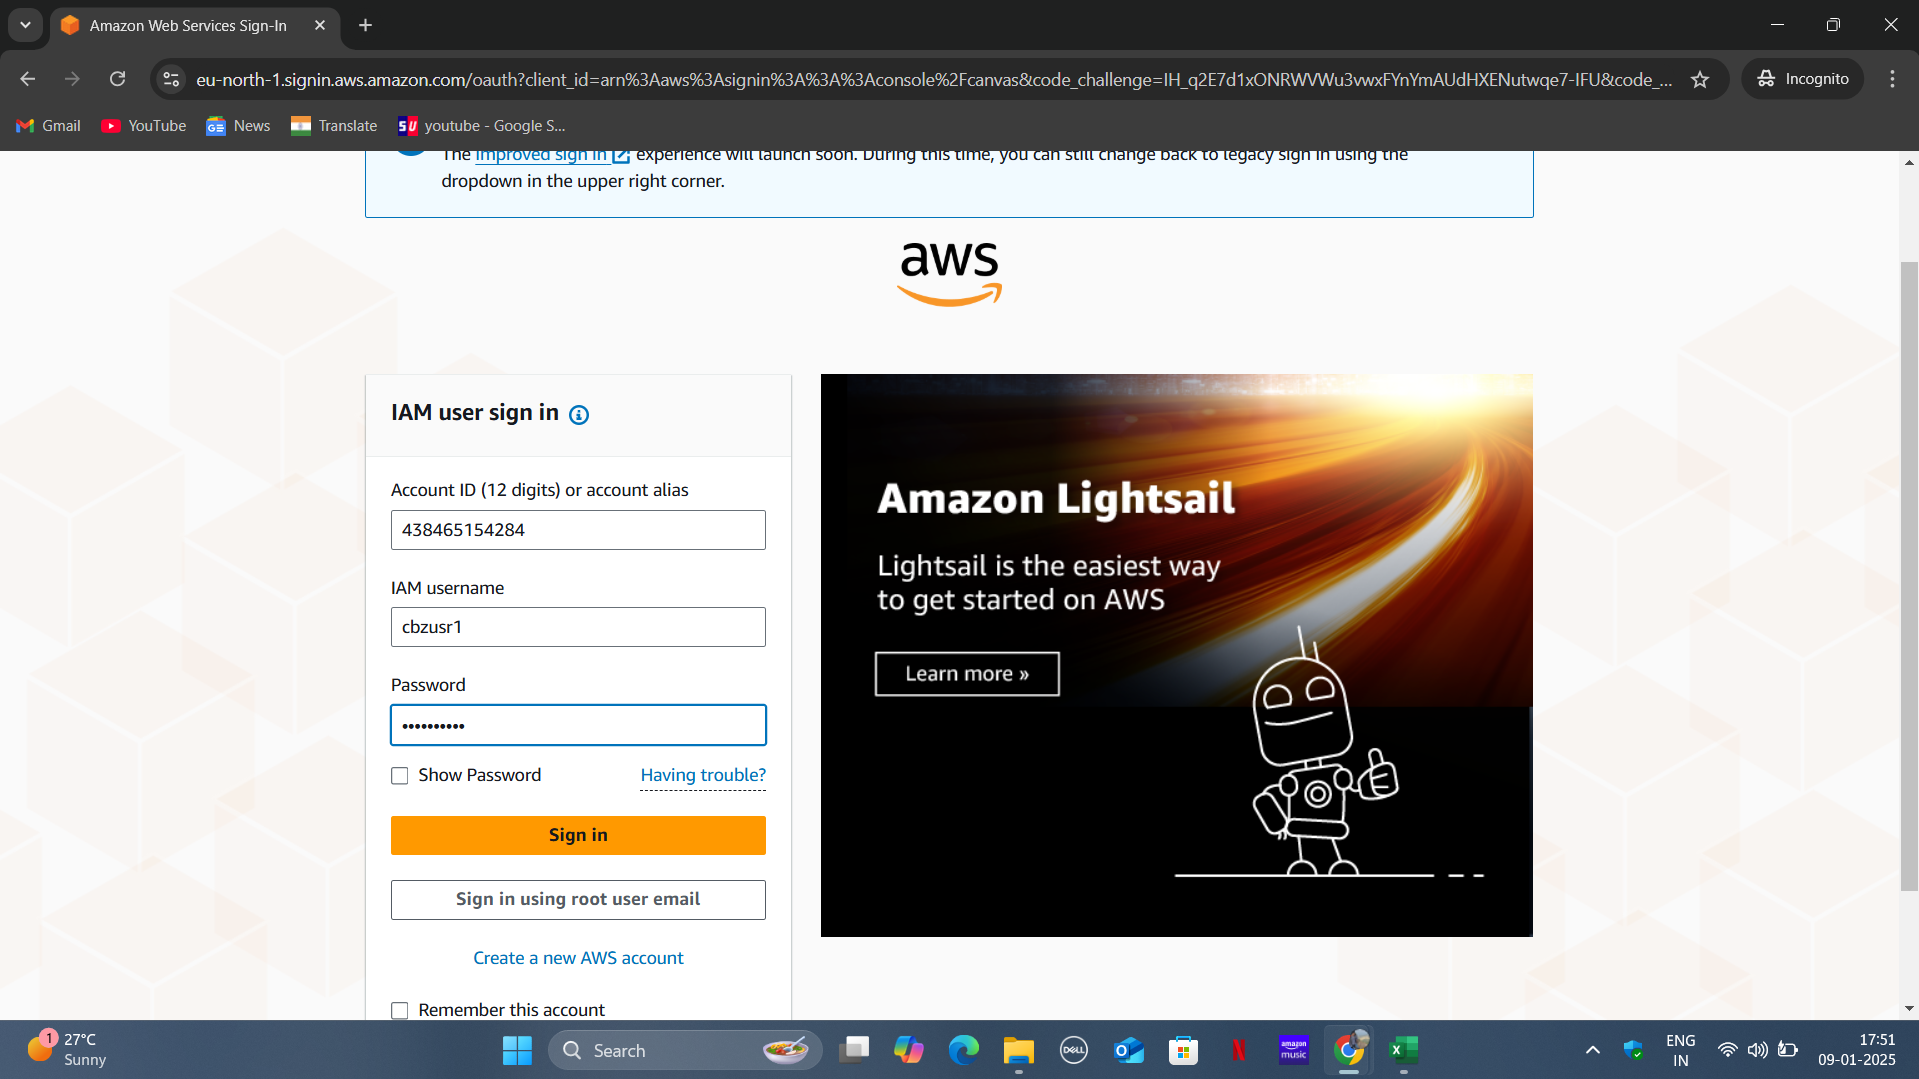 Amazon Web Services Sign-In
eu-north-1.signin.aws.amazon.com/oauth?client_id=arn%3Aaws%3Asignin%3A%3A%3Aconsole%2Fcanvas&code_challenge=IH_q2E7d1xONRWVWu3vwxFYnYmAUdHXENutwqe7-IFU&code_...
Incognito
Gmail
YouTube
News
Translate
SU
youtube - Google S...
The improved sign in experience will launch soon. During this time, you can still change back to legacy sign in using the
dropdown in the upper right corner.
aws
IAM user sign in
Account ID (12 digits) or account alias
438465154284
IAM username
cbzusr1
Password
••••••••••
Show Password
Having trouble?
Sign in
Sign in using root user email
Create a new AWS account
Remember this account
Amazon Lightsail
Lightsail is the easiest way
to get started on AWS
Learn more »
1
27°C
Sunny
Search
DELL
amazon
music
ENG
IN
17:51
09-01-2025